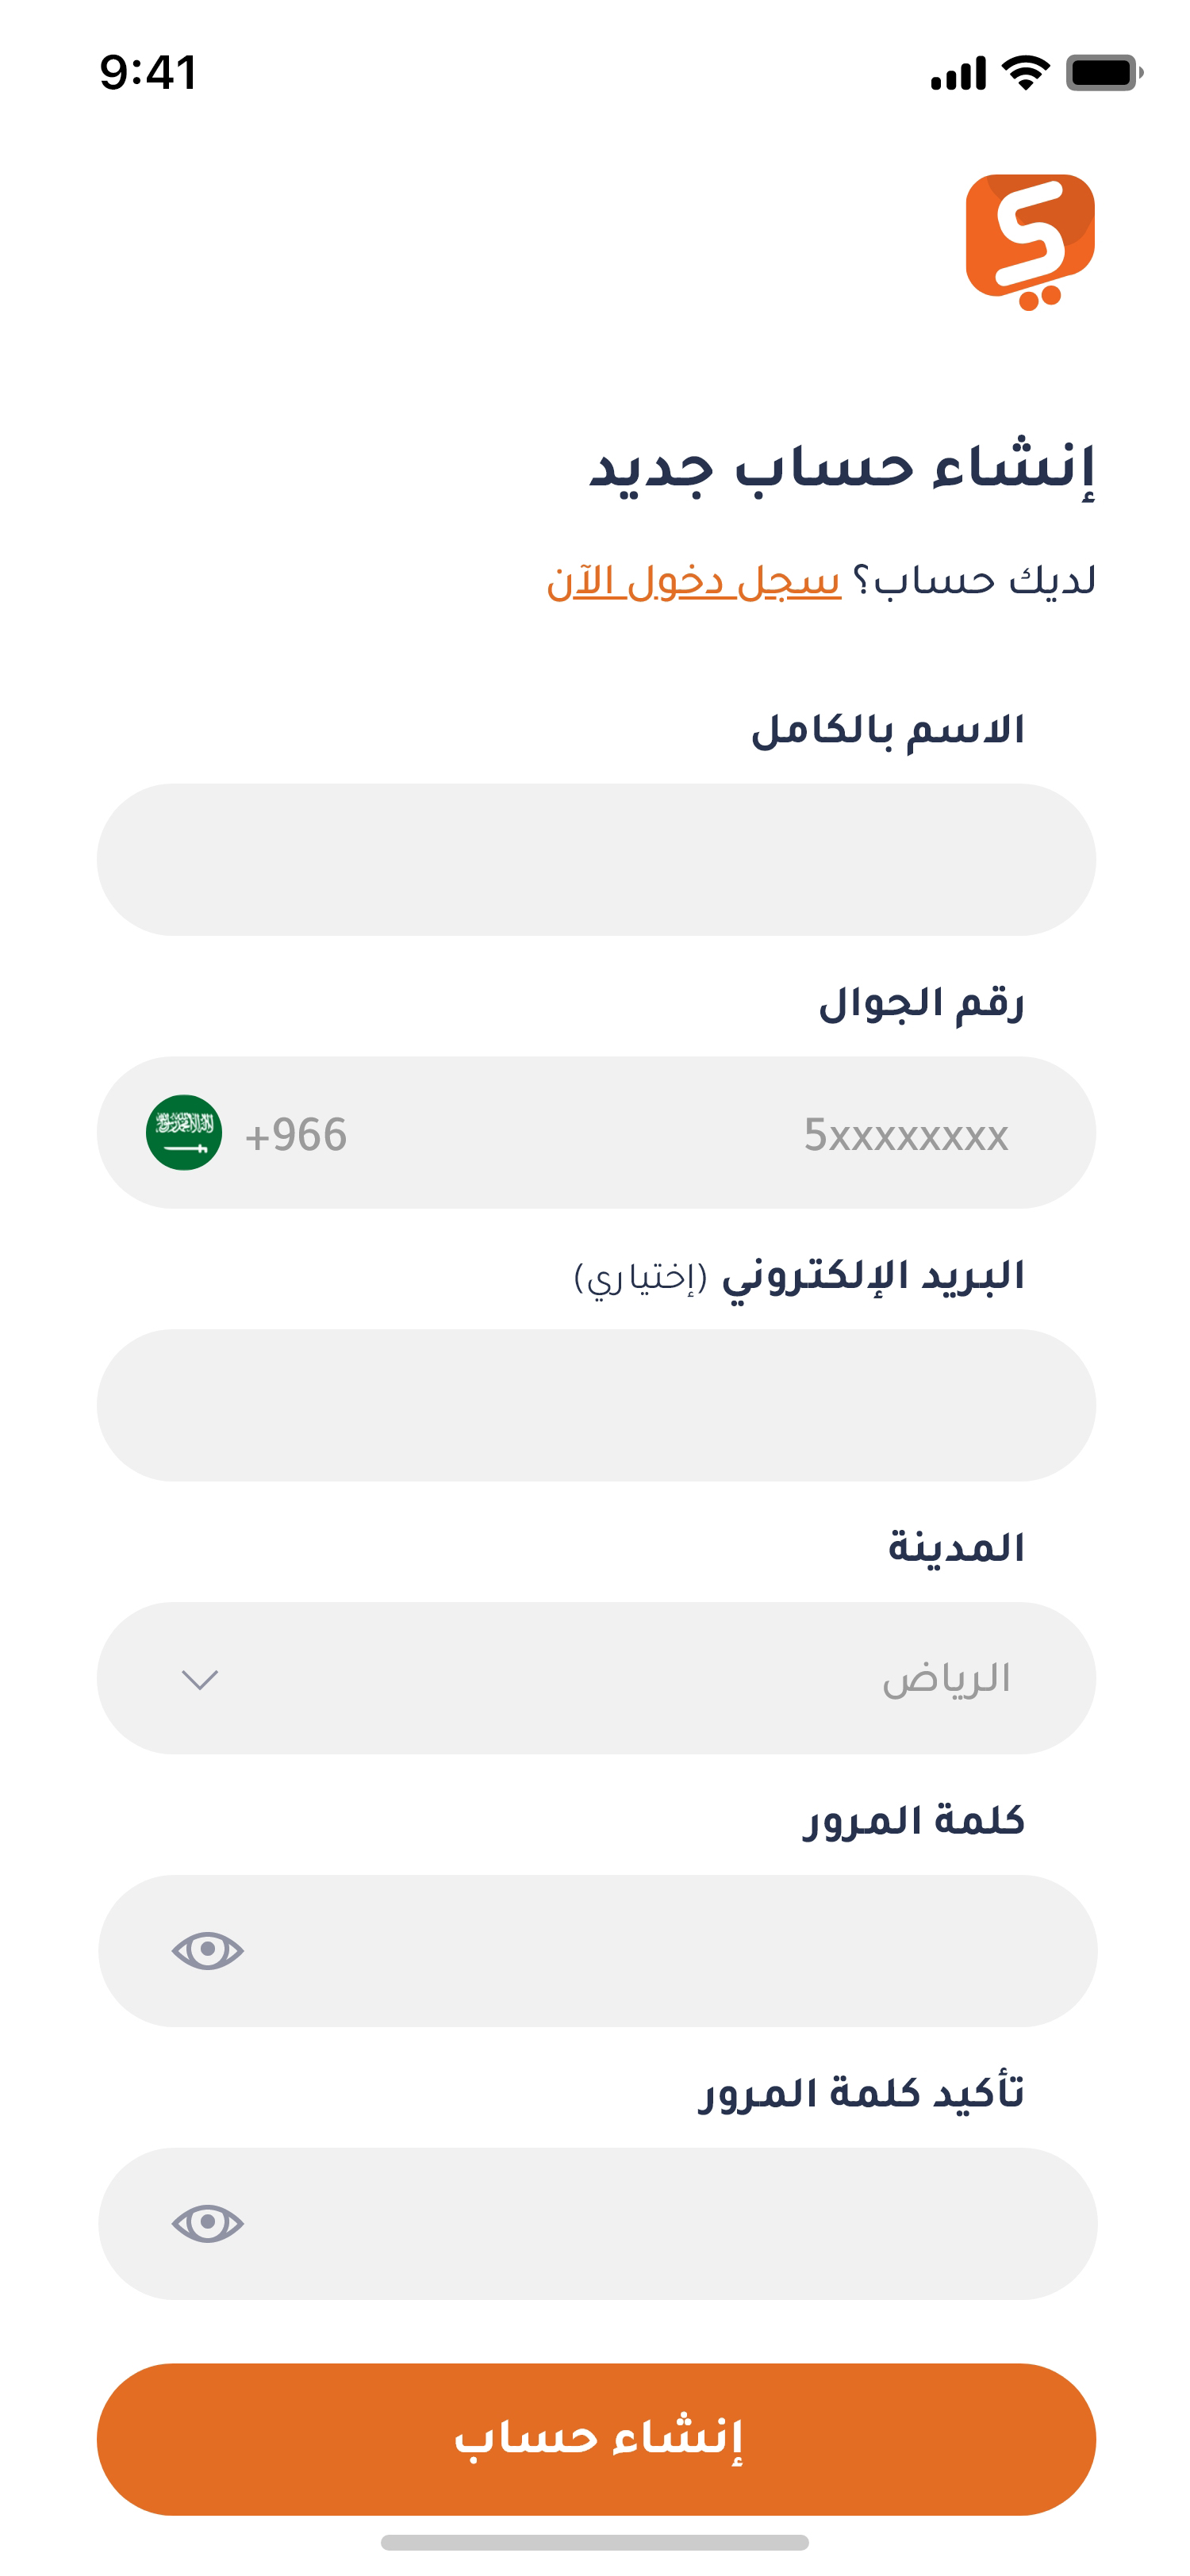 9:41
إنشاء حساب جديد
لديك حساب؟ سجل دخول الآن
الاسم بالكامل
رقم الجوال
+966 5xxxxxxxx
البريد الإلكتروني (إختياري)
المدينة
الرياض
كلمة المرور
تأكيد كلمة المرور
إنشاء حساب